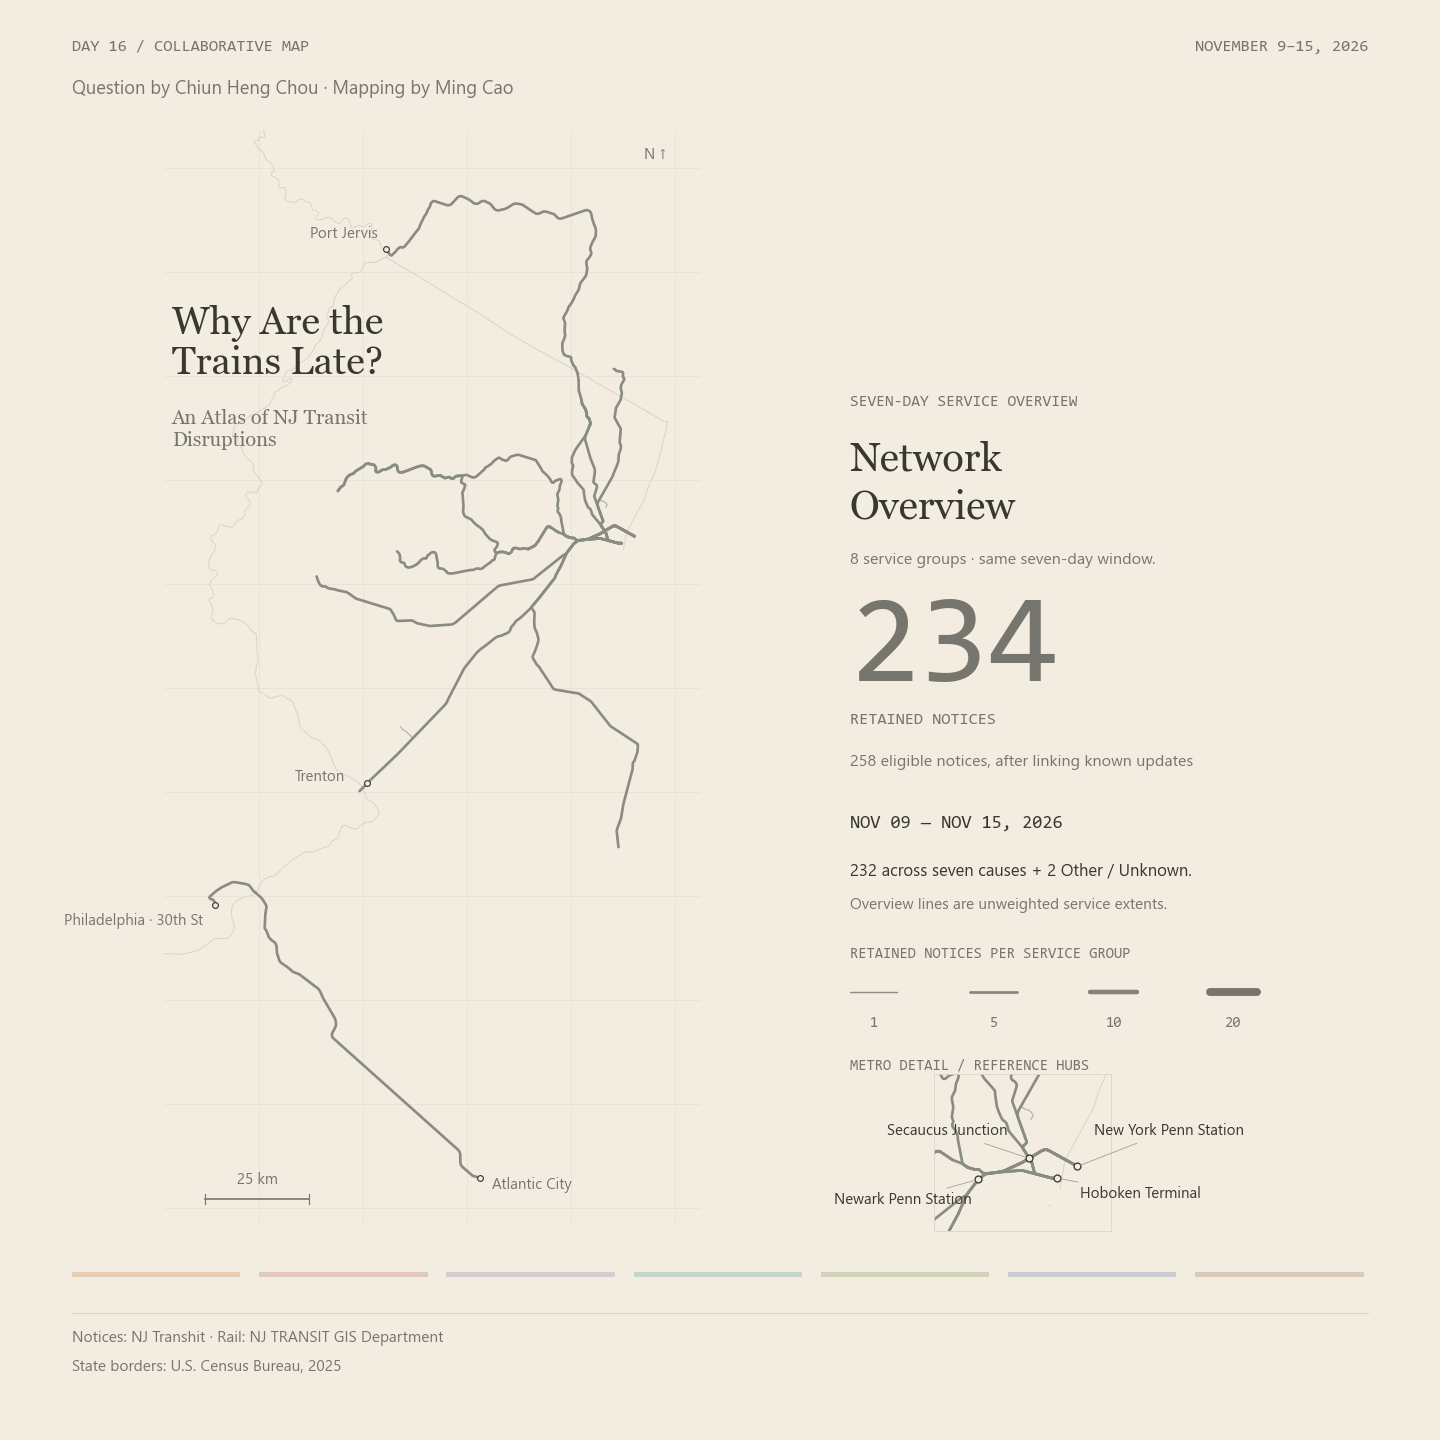 DAY 16 / COLLABORATIVE MAP
NOVEMBER 9–15, 2026
Question by Chiun Heng Chou · Mapping by Ming Cao
N ↑
Port Jervis
Why Are the
Trains Late?
An Atlas of NJ Transit
Disruptions
Trenton
Philadelphia · 30th St
25 km
Atlantic City
SEVEN-DAY SERVICE OVERVIEW
Network
Overview
8 service groups · same seven-day window.
234
RETAINED NOTICES
258 eligible notices, after linking known updates
NOV 09 — NOV 15, 2026
232 across seven causes + 2 Other / Unknown.
Overview lines are unweighted service extents.
RETAINED NOTICES PER SERVICE GROUP
1 5 10 20
METRO DETAIL / REFERENCE HUBS
Secaucus Junction
New York Penn Station
Newark Penn Station
Hoboken Terminal
Notices: NJ Transhit · Rail: NJ TRANSIT GIS Department
State borders: U.S. Census Bureau, 2025